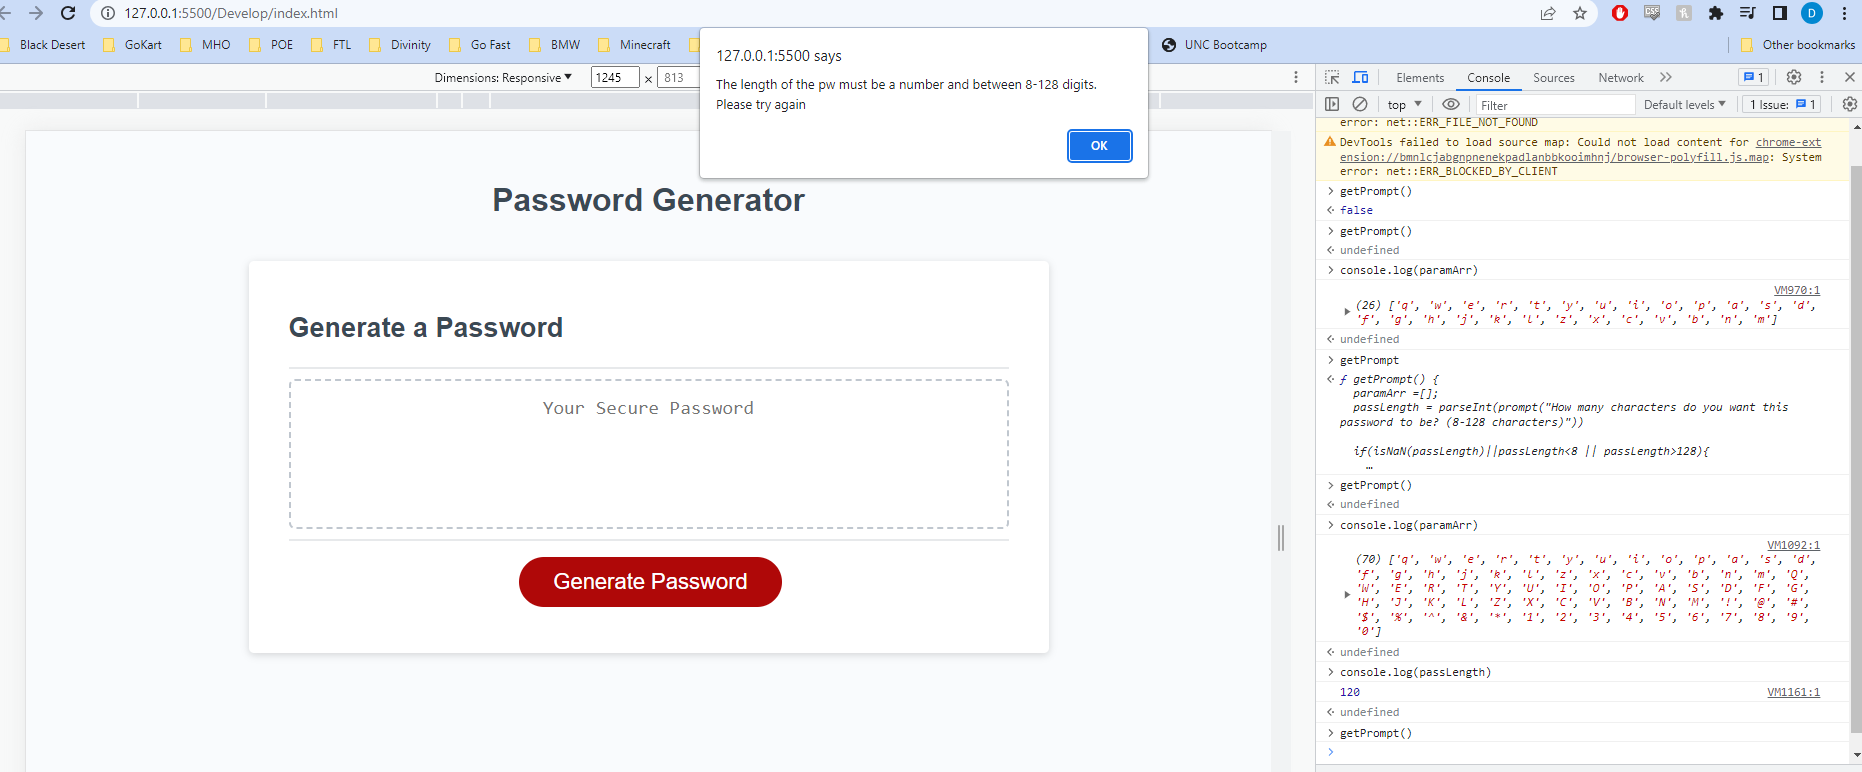 127.0.0.1:5500/Develop/index.html
CSS
h
D
Black Desert
GoKart
MHO
POE
FTL
Divinity
Go Fast
BMW
Minecraft
UNC Bootcamp
Other bookmarks
127.0.0.1:5500 says
The length of the pw must be a number and between 8-128 digits.
Please try again
OK
Dimensions: Responsive
1245
×
813
Password Generator
Generate a Password
Your Secure Password
Generate Password
Elements
Console
Sources
Network
1
top
Filter
Default levels
1 Issue: 1
error: net::ERR_FILE_NOT_FOUND
DevTools failed to load source map: Could not load content for chrome-ext
ension://bmnlcjabgnpnenekpadlanbbkooimhnj/browser-polyfill.js.map: System
error: net::ERR_BLOCKED_BY_CLIENT
getPrompt()
false
getPrompt()
undefined
console.log(paramArr)
VM970:1
(26) ['q', 'w', 'e', 'r', 't', 'y', 'u', 'i', 'o', 'p', 'a', 's', 'd',
'f', 'g', 'h', 'j', 'k', 'l', 'z', 'x', 'c', 'v', 'b', 'n', 'm']
undefined
getPrompt
ƒ getPrompt() {
paramArr =[];
passLength = parseInt(prompt("How many characters do you want this
password to be? (8-128 characters)"))
if(isNaN(passLength)||passLength<8 || passLength>128){
…
getPrompt()
undefined
console.log(paramArr)
VM1092:1
(70) ['q', 'w', 'e', 'r', 't', 'y', 'u', 'i', 'o', 'p', 'a', 's', 'd',
'f', 'g', 'h', 'j', 'k', 'l', 'z', 'x', 'c', 'v', 'b', 'n', 'm', 'Q',
'W', 'E', 'R', 'T', 'Y', 'U', 'I', 'O', 'P', 'A', 'S', 'D', 'F', 'G',
'H', 'J', 'K', 'L', 'Z', 'X', 'C', 'V', 'B', 'N', 'M', '!', '@', '#',
'$', '%', '^', '&', '*', '1', '2', '3', '4', '5', '6', '7', '8', '9',
'0']
undefined
console.log(passLength)
120
VM1161:1
undefined
getPrompt()